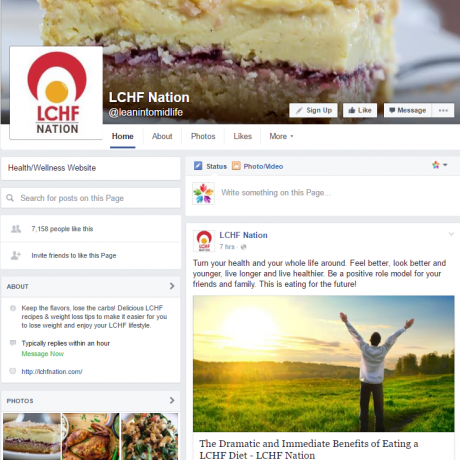 LCHF
NATION
LCHF Nation
@leanintomidlife
Sign Up
Like
Message
Home About Photos Likes More
Health/Wellness Website
Search for posts on this Page
7,158 people like this
Invite friends to like this Page
ABOUT
Keep the flavors, lose the carbs! Delicious LCHF
recipes & weight loss tips to make it easier for you
to lose weight and enjoy your LCHF lifestyle.
Typically replies within an hour
Message Now
http://lchfnation.com/
PHOTOS
Status Photo/Video
Write something on this Page...
LCHF
NATION
LCHF Nation
7 hrs ·
Turn your health and your whole life around. Feel better, look better and
younger, live longer and live healthier. Be a positive role model for your
friends and family. This is eating for the future!
The Dramatic and Immediate Benefits of Eating a
LCHF Diet - LCHF Nation